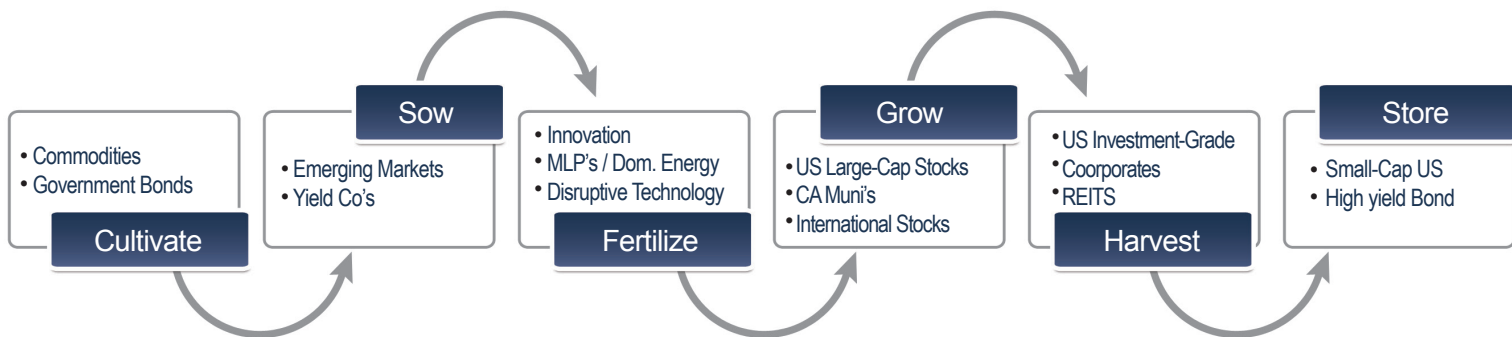 • Commodities
• Government Bonds
Cultivate
Sow
• Emerging Markets
• Yield Co's
• Innovation
• MLP's / Dom. Energy
• Disruptive Technology
Fertilize
Grow
• US Large-Cap Stocks
• CA Muni's
• International Stocks
• US Investment-Grade
• Coorporates
• REITS
Harvest
Store
• Small-Cap US
• High yield Bond